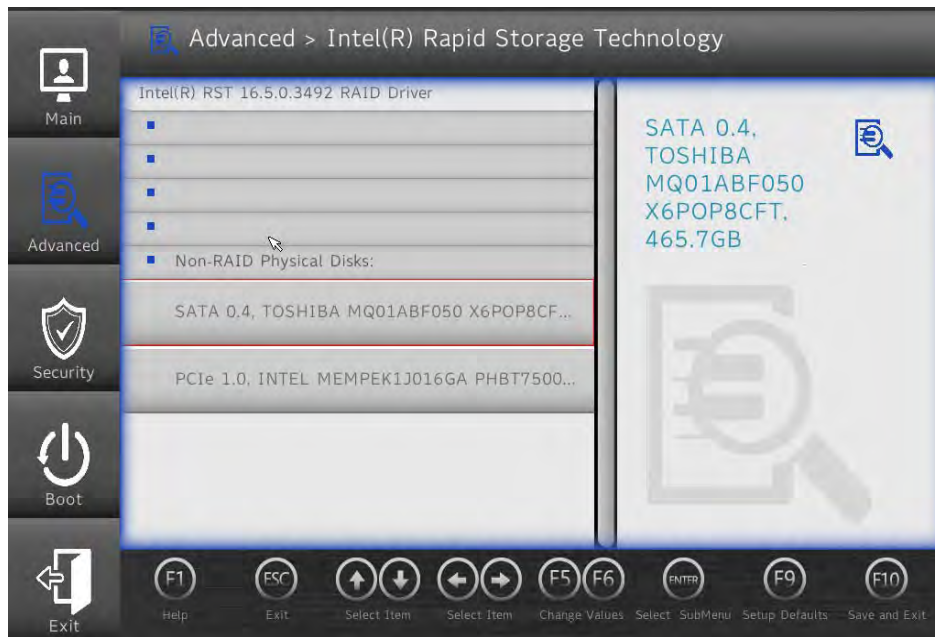 Advanced > Intel(R) Rapid Storage Technology
Main
Advanced
Security
Boot
Exit
Intel(R) RST 16.5.0.3492 RAID Driver
Non-RAID Physical Disks:
SATA 0.4, TOSHIBA MQ01ABF050 X6POP8CF...
PCIe 1.0, INTEL MEMPEK1J016GA PHBT7500...
SATA 0.4,
TOSHIBA
MQ01ABF050
X6POP8CFT,
465.7GB
F1
Help
ESC
Exit
Select Item
Select Item
F5 F6
Change Values
ENTER
Select SubMenu
F9
Setup Defaults
F10
Save and Exit